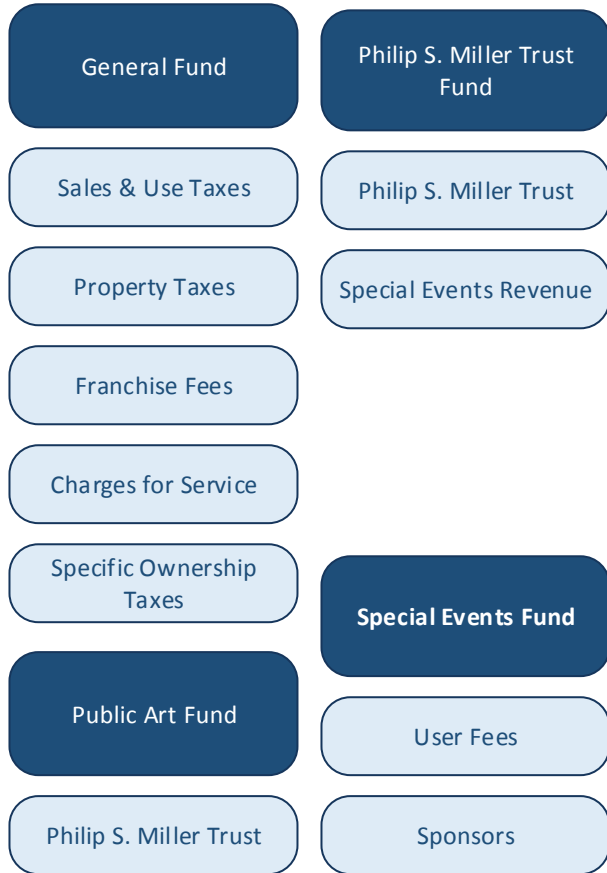 General Fund
Sales & Use Taxes
Property Taxes
Franchise Fees
Charges for Service
Specific Ownership
Taxes
Public Art Fund
Philip S. Miller Trust
Philip S. Miller Trust
Fund
Philip S. Miller Trust
Special Events Revenue
Special Events Fund
User Fees
Sponsors